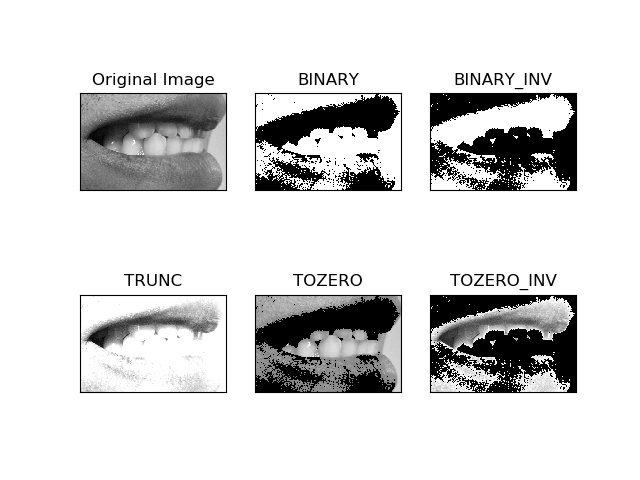 Original Image
BINARY
BINARY_INV
TRUNC
TOZERO
TOZERO_INV